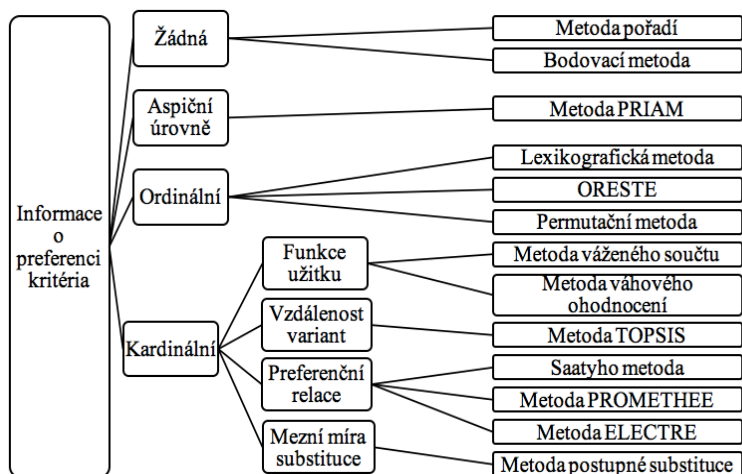 Informace
o
preferenci
kritéria
Žádná
Metoda pořadí
Bodovací metoda
Aspiční
úrovně
Metoda PRIAM
Ordinální
Lexikografická metoda
ORESTE
Permutační metoda
Kardinální
Funkce
užitku
Metoda váženého součtu
Metoda váhového
ohodnocení
Vzdálenost
variant
Metoda TOPSIS
Preferenční
relace
Saatyho metoda
Metoda PROMETHEE
Metoda ELECTRE
Mezní míra
substituce
Metoda postupné substituce